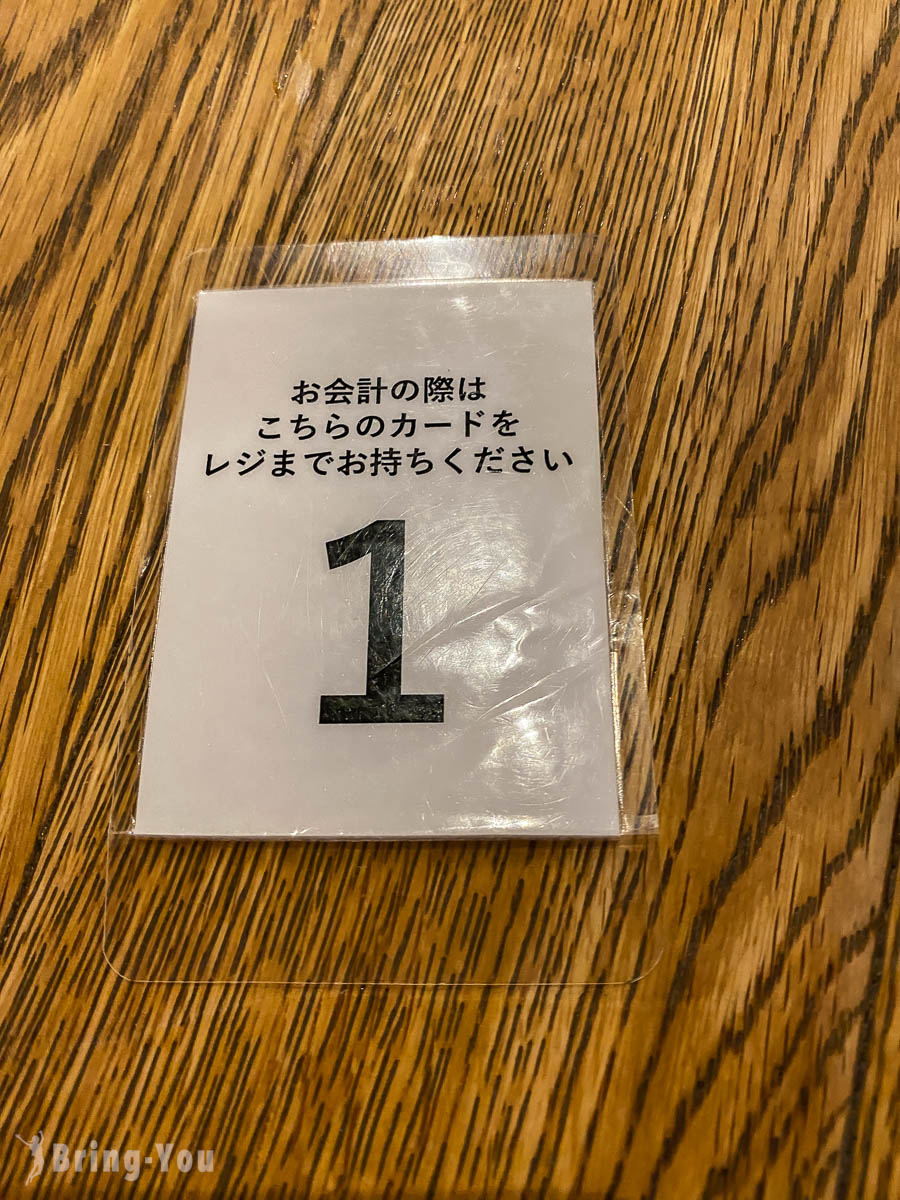 お会計の際は
こちらのカードを
レジまでお持ちください
1
Bring-You